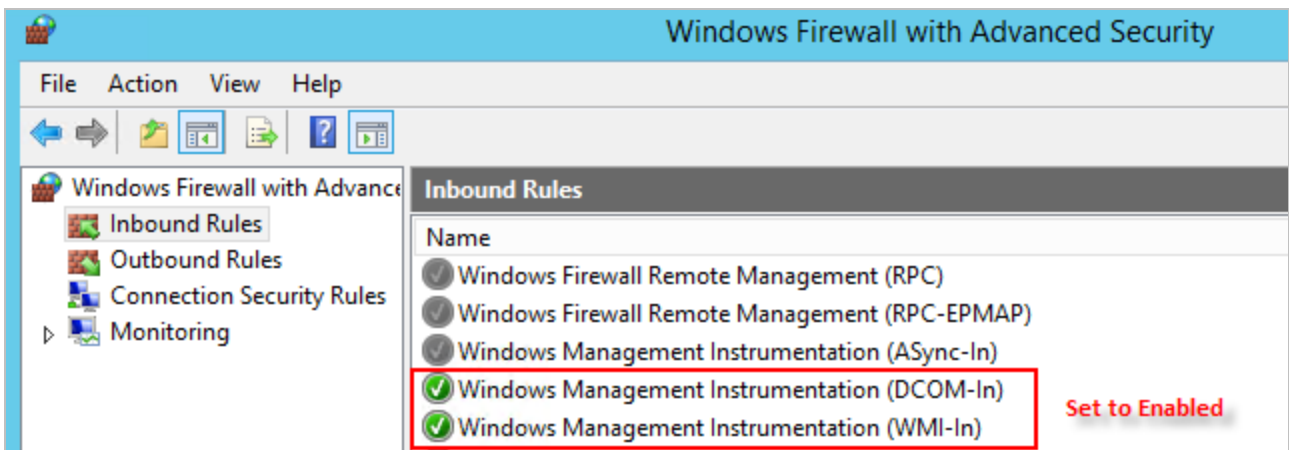 Windows Firewall with Advanced Security
File Action View Help
Windows Firewall with Advance
Inbound Rules
Outbound Rules
Connection Security Rules
Monitoring
Inbound Rules
Name
Windows Firewall Remote Management (RPC)
Windows Firewall Remote Management (RPC-EPMAP)
Windows Management Instrumentation (ASync-In)
Windows Management Instrumentation (DCOM-In)
Windows Management Instrumentation (WMI-In)
Set to Enabled